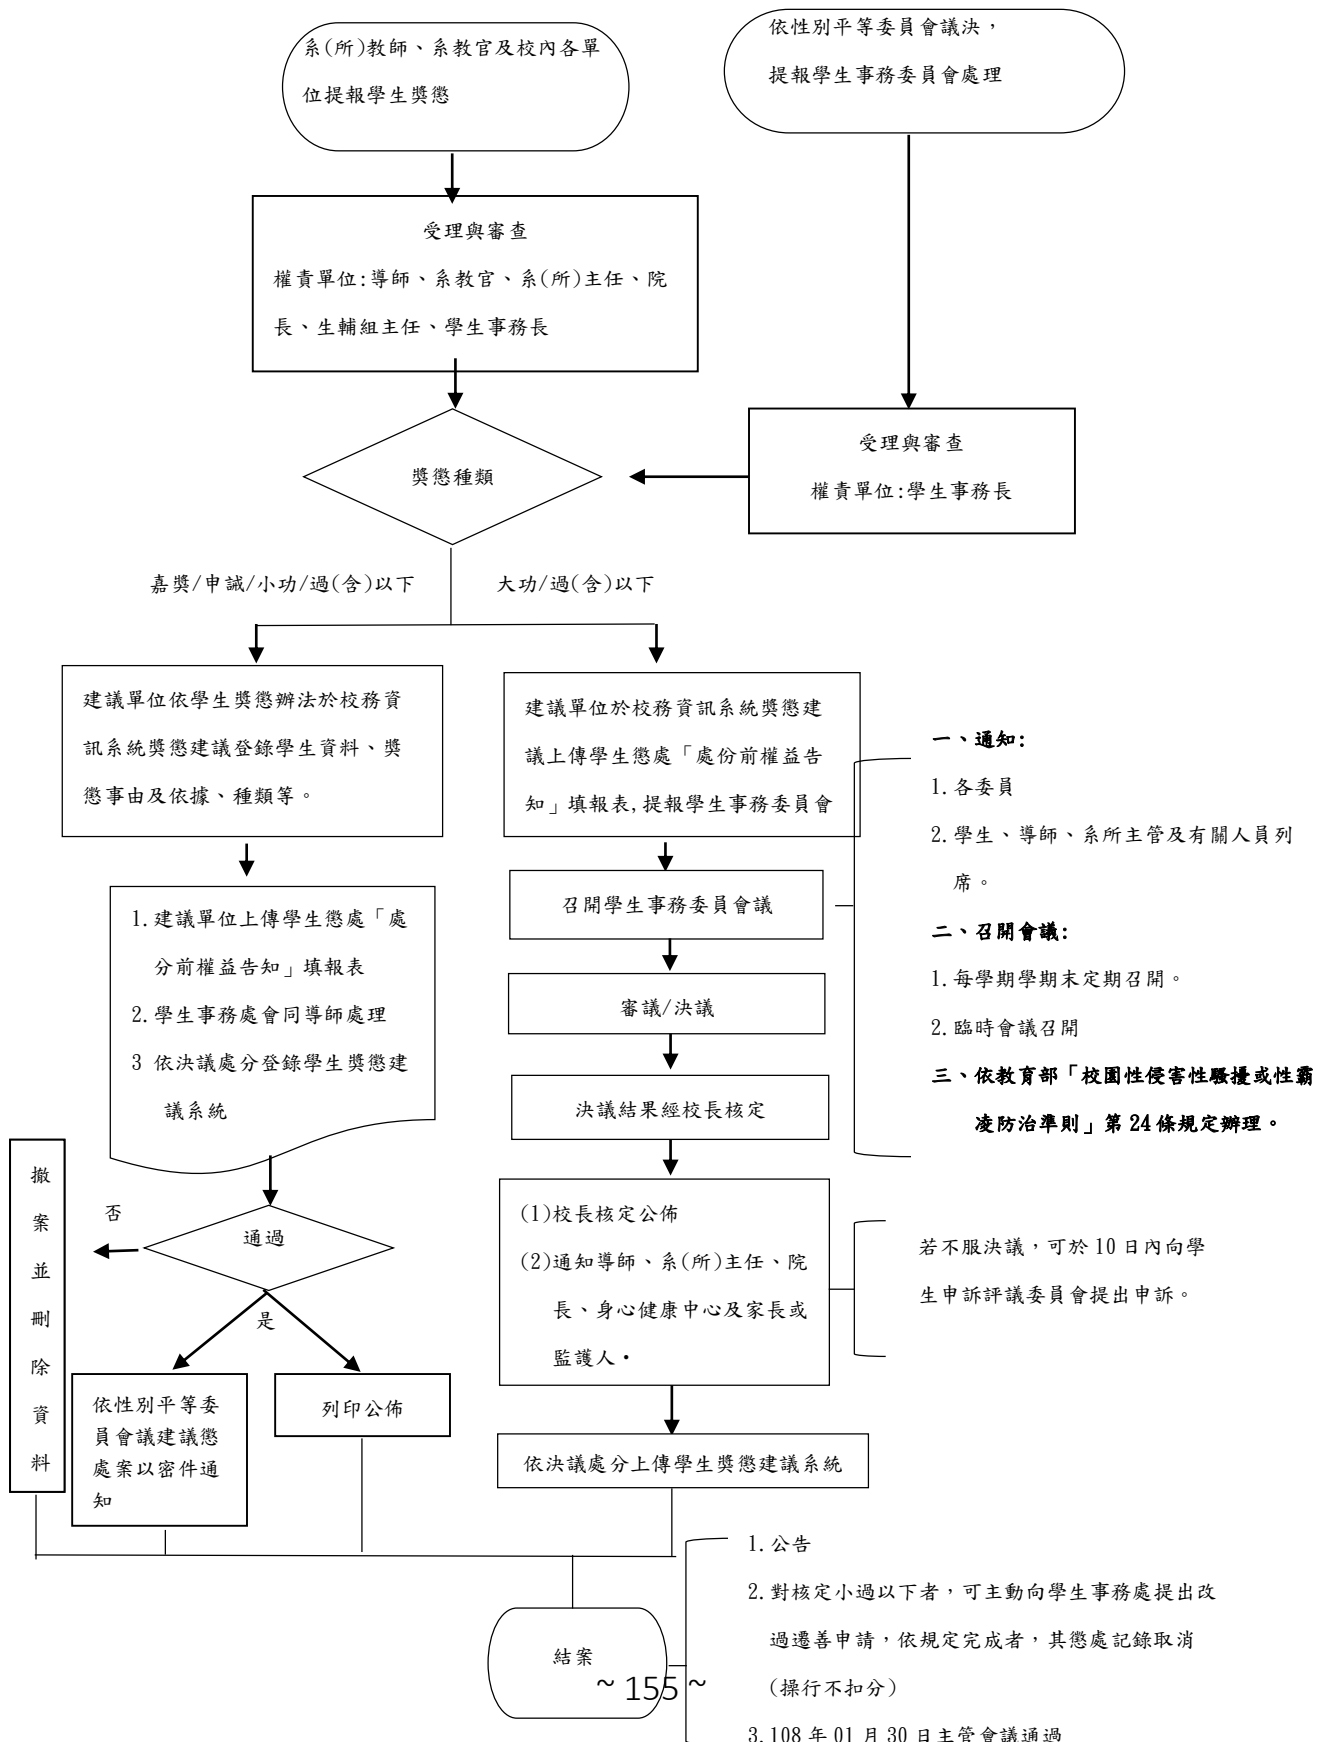 系(所)教師、系教官及校內各單
位提報學生獎懲
依性別平等委員會議決，
提報學生事務委員會處理
受理與審查
權責單位:導師、系教官、系(所)主任、院
長、生輔組主任、學生事務長
受理與審查
權責單位:學生事務長
獎懲種類
嘉獎/申誡/小功/過(含)以下
大功/過(含)以下
建議單位依學生獎懲辦法於校務資
訊系統獎懲建議登錄學生資料、獎
懲事由及依據、種類等。
建議單位於校務資訊系統獎懲建
議上傳學生懲處「處份前權益告
知」填報表,提報學生事務委員會
一、通知:
1.各委員
2.學生、導師、系所主管及有關人員列
席。
二、召開會議:
1.每學期學期末定期召開。
2.臨時會議召開
三、依教育部「校園性侵害性騷擾或性霸
凌防治準則」第 24 條規定辦理。
1.建議單位上傳學生懲處「處
分前權益告知」填報表
2.學生事務處會同導師處理
3 依決議處分登錄學生獎懲建
議系統
召開學生事務委員會議
審議/決議
決議結果經校長核定
(1)校長核定公佈
(2)通知導師、系(所)主任、院
長、身心健康中心及家長或
監護人・
若不服決議，可於 10 日內向學
生申訴評議委員會提出申訴。
撤案並刪除資料
否
通過
是
依性別平等委
員會議建議懲
處案以密件通
知
列印公佈
依決議處分上傳學生獎懲建議系統
結案
1.公告
2.對核定小過以下者，可主動向學生事務處提出改
過遷善申請，依規定完成者，其懲處記錄取消
(操行不扣分)
3.108 年 01 月 30 日主管會議通過
~ 155 ~